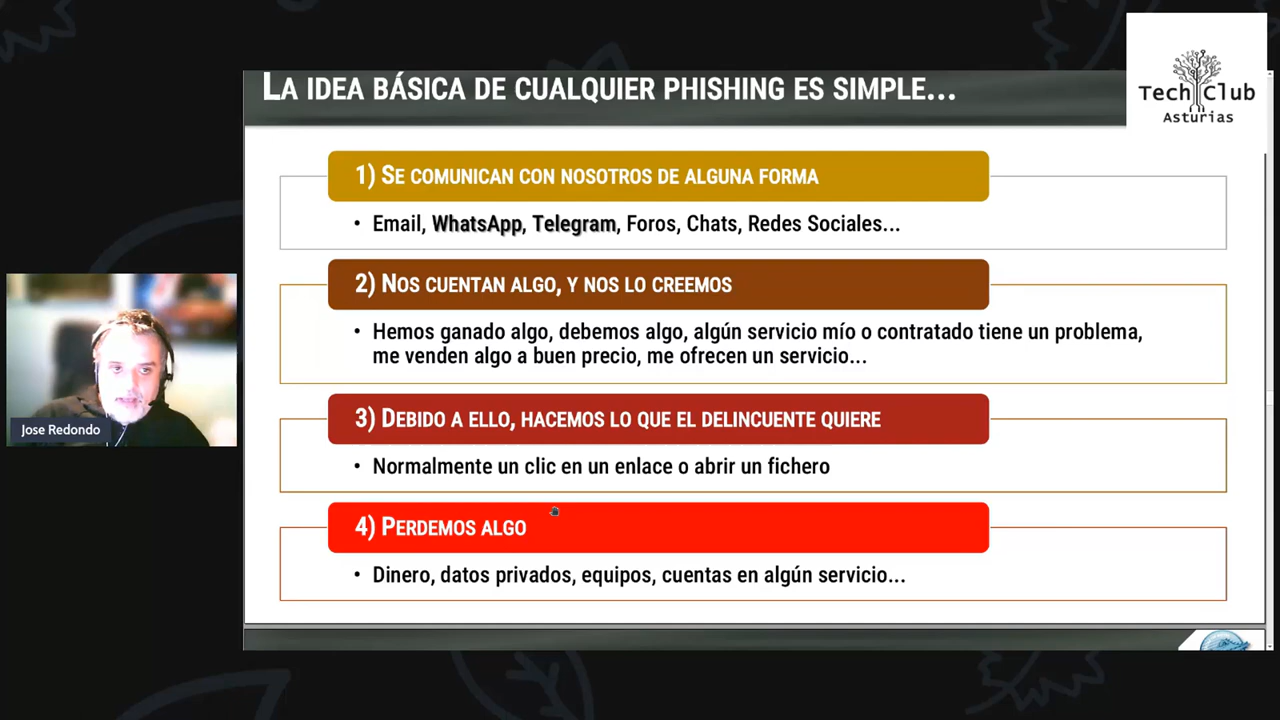 LA IDEA BÁSICA DE CUALQUIER PHISHING ES SIMPLE...
Tech Club
Asturias
1) SE COMUNICAN CON NOSOTROS DE ALGUNA FORMA
• Email, WhatsApp, Telegram, Foros, Chats, Redes Sociales...
2) NOS CUENTAN ALGO, Y NOS LO CREEMOS
• Hemos ganado algo, debemos algo, algún servicio mío o contratado tiene un problema,
me venden algo a buen precio, me ofrecen un servicio...
3) DEBIDO A ELLO, HACEMOS LO QUE EL DELINCUENTE QUIERE
• Normalmente un clic en un enlace o abrir un fichero
4) PERDEMOS ALGO
• Dinero, datos privados, equipos, cuentas en algún servicio...
Jose Redondo